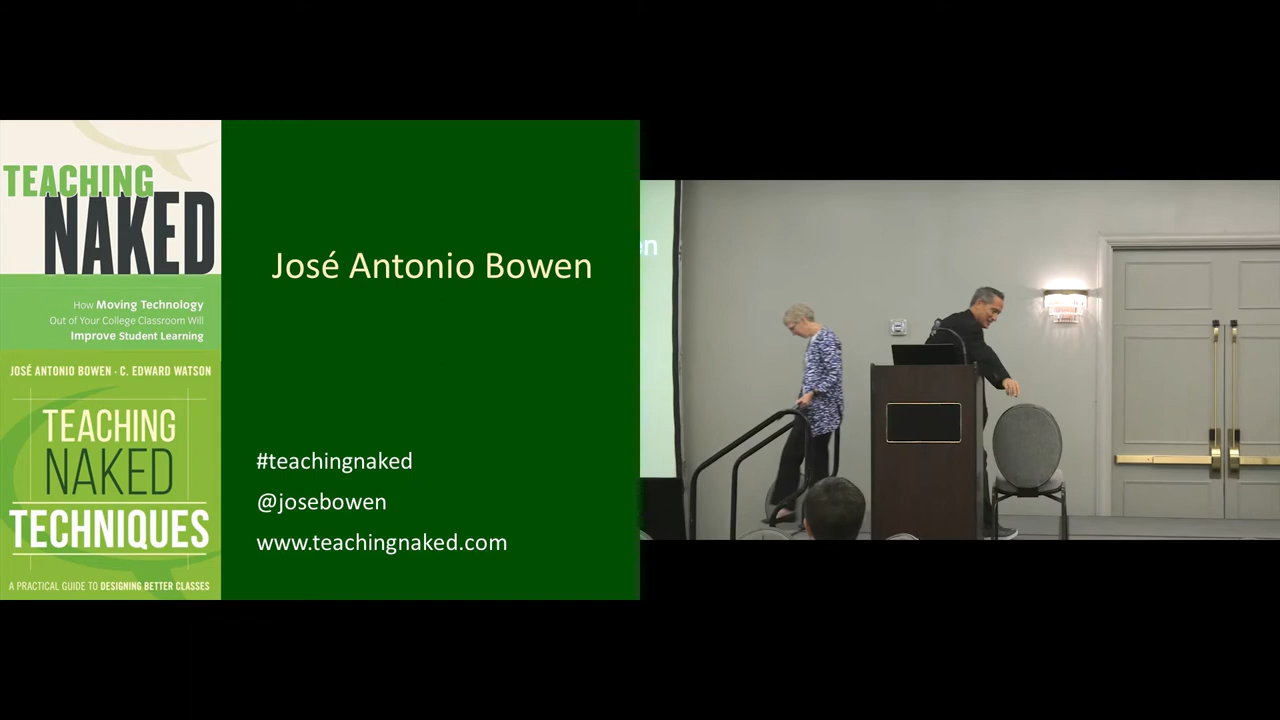 TEACHING
NAKED
How Moving Technology
Out of Your College Classroom Will
Improve Student Learning
JOSÉ ANTONIO BOWEN · C. EDWARD WATSON
TEACHING
NAKED
TECHNIQUES
A PRACTICAL GUIDE TO DESIGNING BETTER CLASSES
José Antonio Bowen
#teachingnaked
@josebowen
www.teachingnaked.com
en